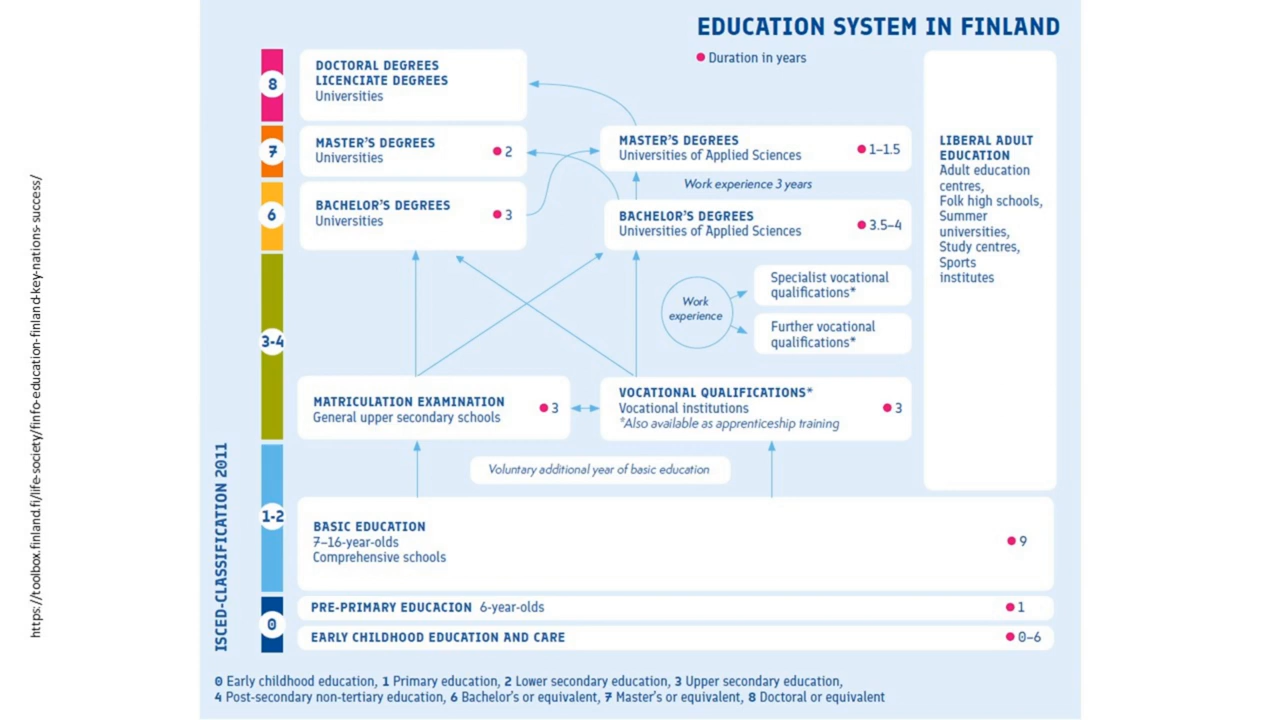 https://toolbox.finland.fi/life-society/finfo-education-finland-key-nations-success/
EDUCATION SYSTEM IN FINLAND
Duration in years
ISCED-CLASSIFICATION 2011
8
DOCTORAL DEGREES
LICENCIATE DEGREES
Universities
7
MASTER'S DEGREES
Universities
2
MASTER'S DEGREES
Universities of Applied Sciences
1–1.5
Work experience 3 years
6
BACHELOR'S DEGREES
Universities
3
BACHELOR'S DEGREES
Universities of Applied Sciences
3.5–4
LIBERAL ADULT
EDUCATION
Adult education
centres,
Folk high schools,
Summer
universities,
Study centres,
Sports
institutes
3-4
Work
experience
Specialist vocational
qualifications*
Further vocational
qualifications*
MATRICULATION EXAMINATION
General upper secondary schools
3
VOCATIONAL QUALIFICATIONS*
Vocational institutions
*Also available as apprenticeship training
3
Voluntary additional year of basic education
1-2
BASIC EDUCATION
7–16-year-olds
Comprehensive schools
9
0
PRE-PRIMARY EDUCACION 6-year-olds
1
EARLY CHILDHOOD EDUCATION AND CARE
0–6
0 Early childhood education, 1 Primary education, 2 Lower secondary education, 3 Upper secondary education,
4 Post-secondary non-tertiary education, 6 Bachelor's or equivalent, 7 Master's or equivalent, 8 Doctoral or equivalent